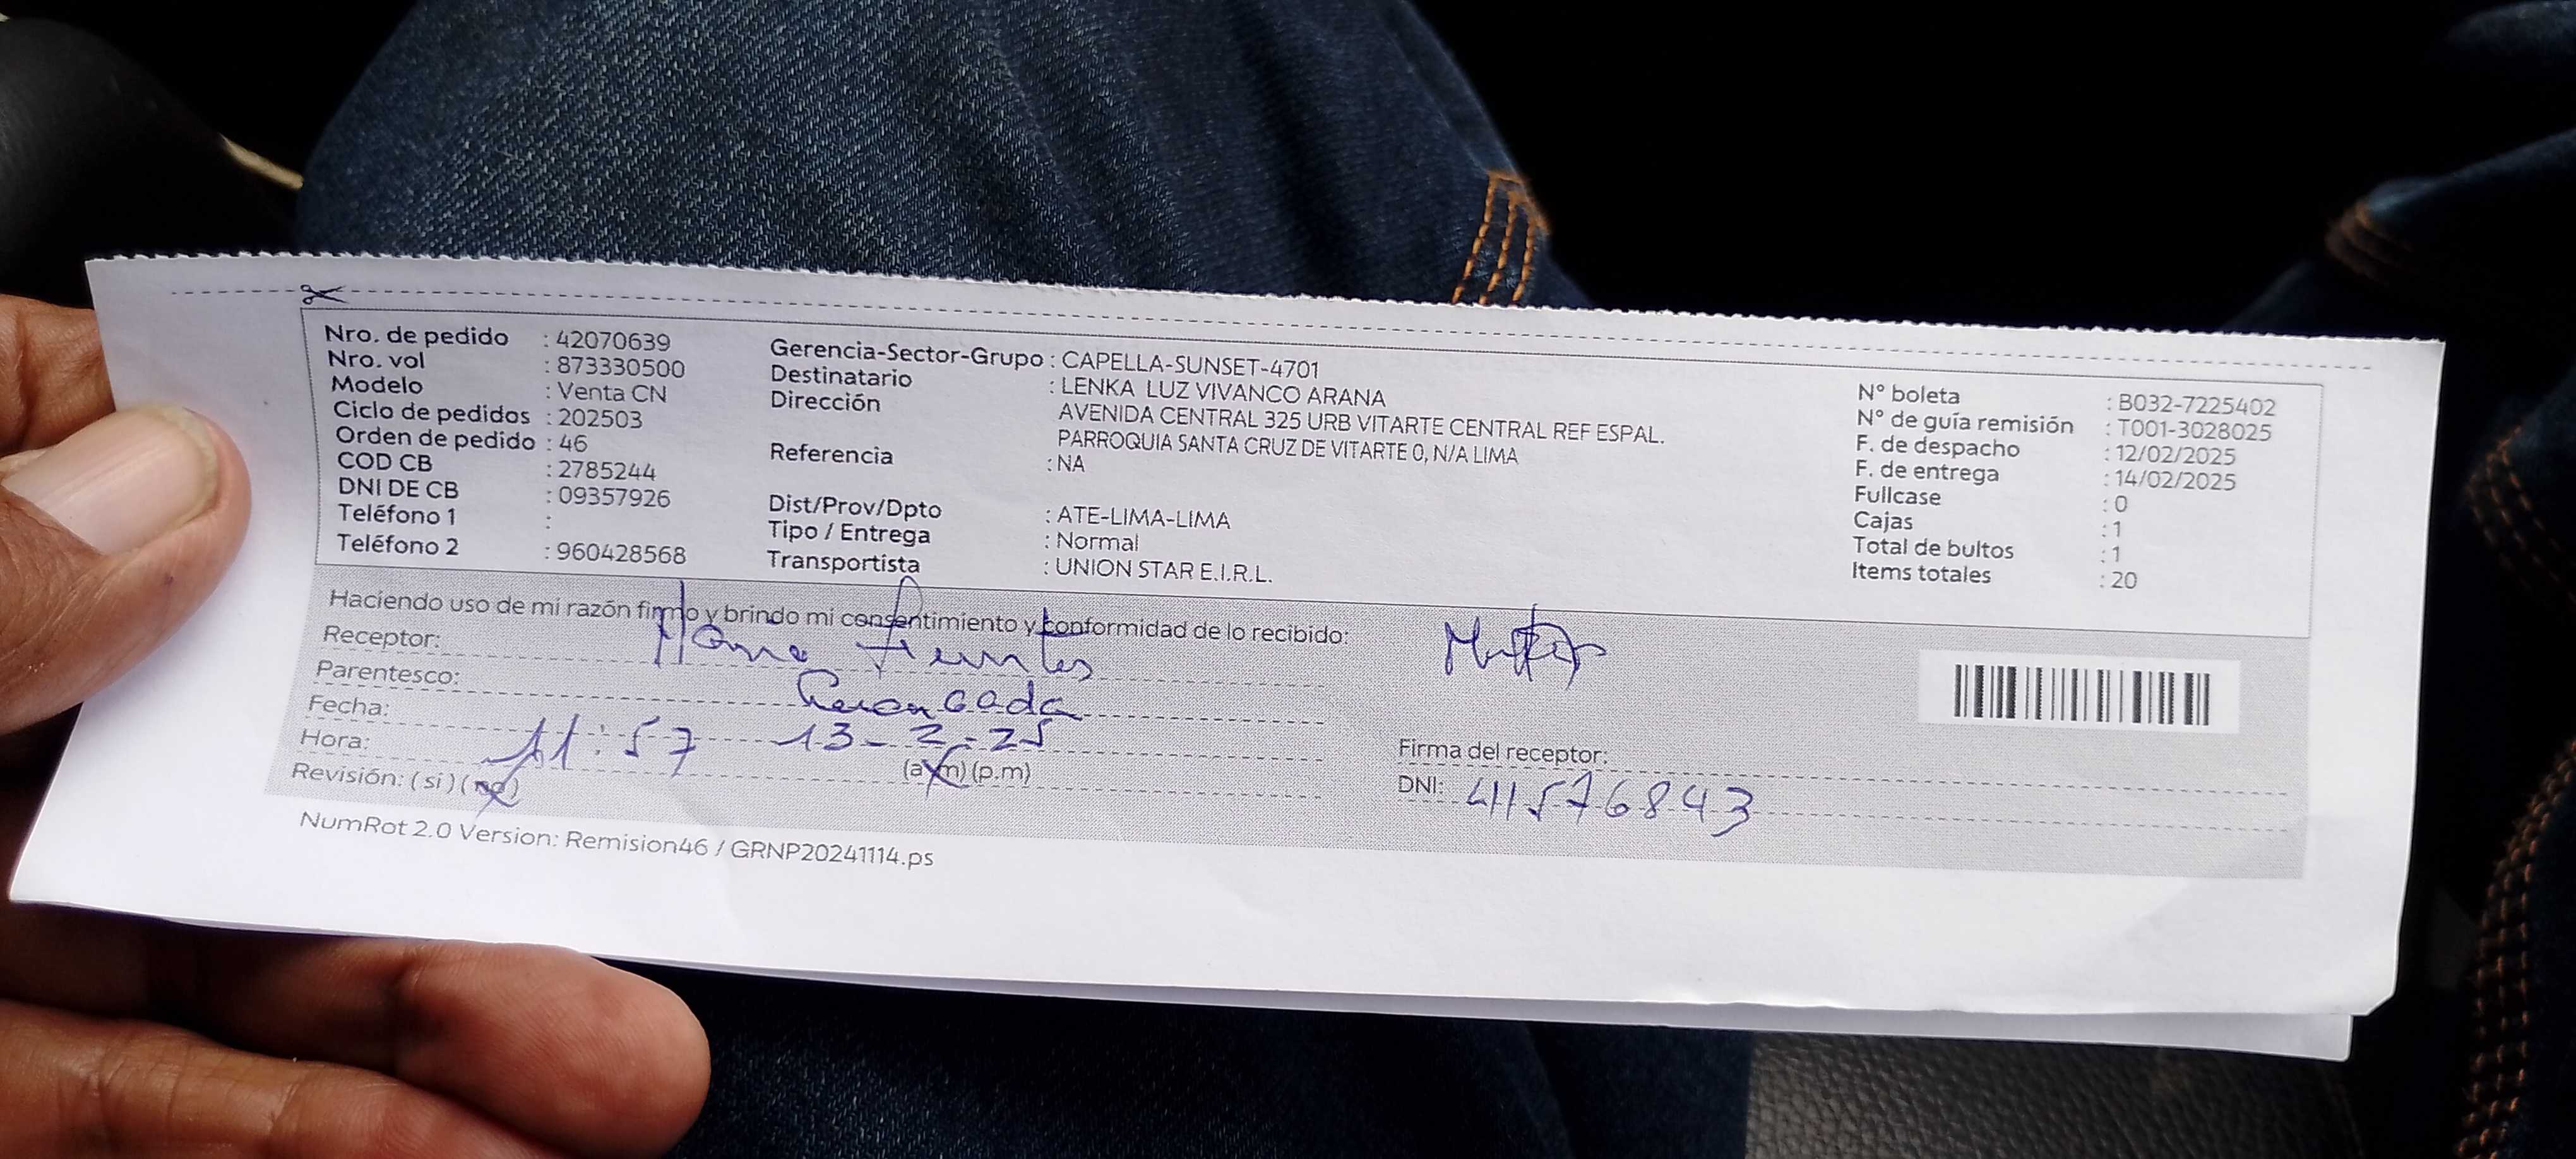 Nro. de pedido : 42070639
Nro. vol : 873330500
Modelo : Venta CN
Ciclo de pedidos : 202503
Orden de pedido : 46
COD CB : 2785244
DNI DE CB : 09357926
Teléfono 1 :
Teléfono 2 : 960428568
Gerencia-Sector-Grupo : CAPELLA-SUNSET-4701
Destinatario : LENKA LUZ VIVANCO ARANA
Dirección AVENIDA CENTRAL 325 URB VITARTE CENTRAL REF ESPAL.
PARROQUIA SANTA CRUZ DE VITARTE 0, N/A LIMA
Referencia : NA
Dist/Prov/Dpto : ATE-LIMA-LIMA
Tipo / Entrega : Normal
Transportista : UNION STAR E.I.R.L.
N° boleta : B032-7225402
N° de guía remisión : T001-3028025
F. de despacho : 12/02/2025
F. de entrega : 14/02/2025
Fullcase : 0
Cajas : 1
Total de bultos : 1
Items totales : 20
Haciendo uso de mi razón firmo y brindo mi consentimiento y conformidad de lo recibido:
Receptor: Fuentes
Parentesco:
Fecha: 13-2-25
Hora: 11:57 (a.m) (p.m)
Revisión: ( si ) ( no )
Firma del receptor:
DNI: 41576843
NumRot 2.0 Version: Remision46 / GRNP20241114.ps